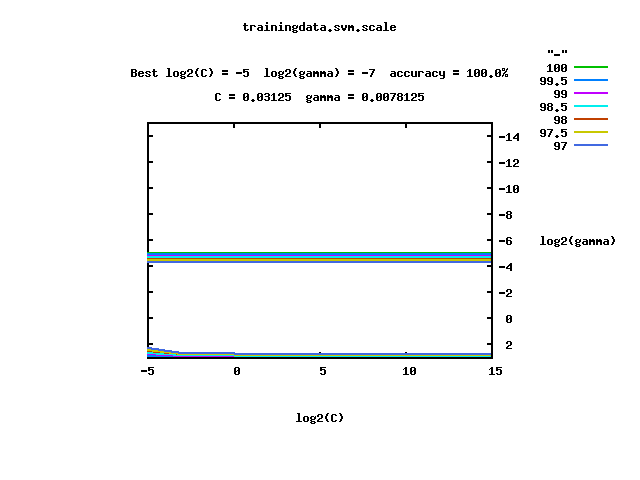 trainingdata.svm.scale
Best log2(C) = -5  log2(gamma) = -7  accuracy = 100.0%
C = 0.03125  gamma = 0.0078125
"-"
100
99.5
99
98.5
98
97.5
97
-14
-12
-10
-8
-6
-4
-2
0
2
log2(gamma)
-5 0 5 10 15
log2(C)